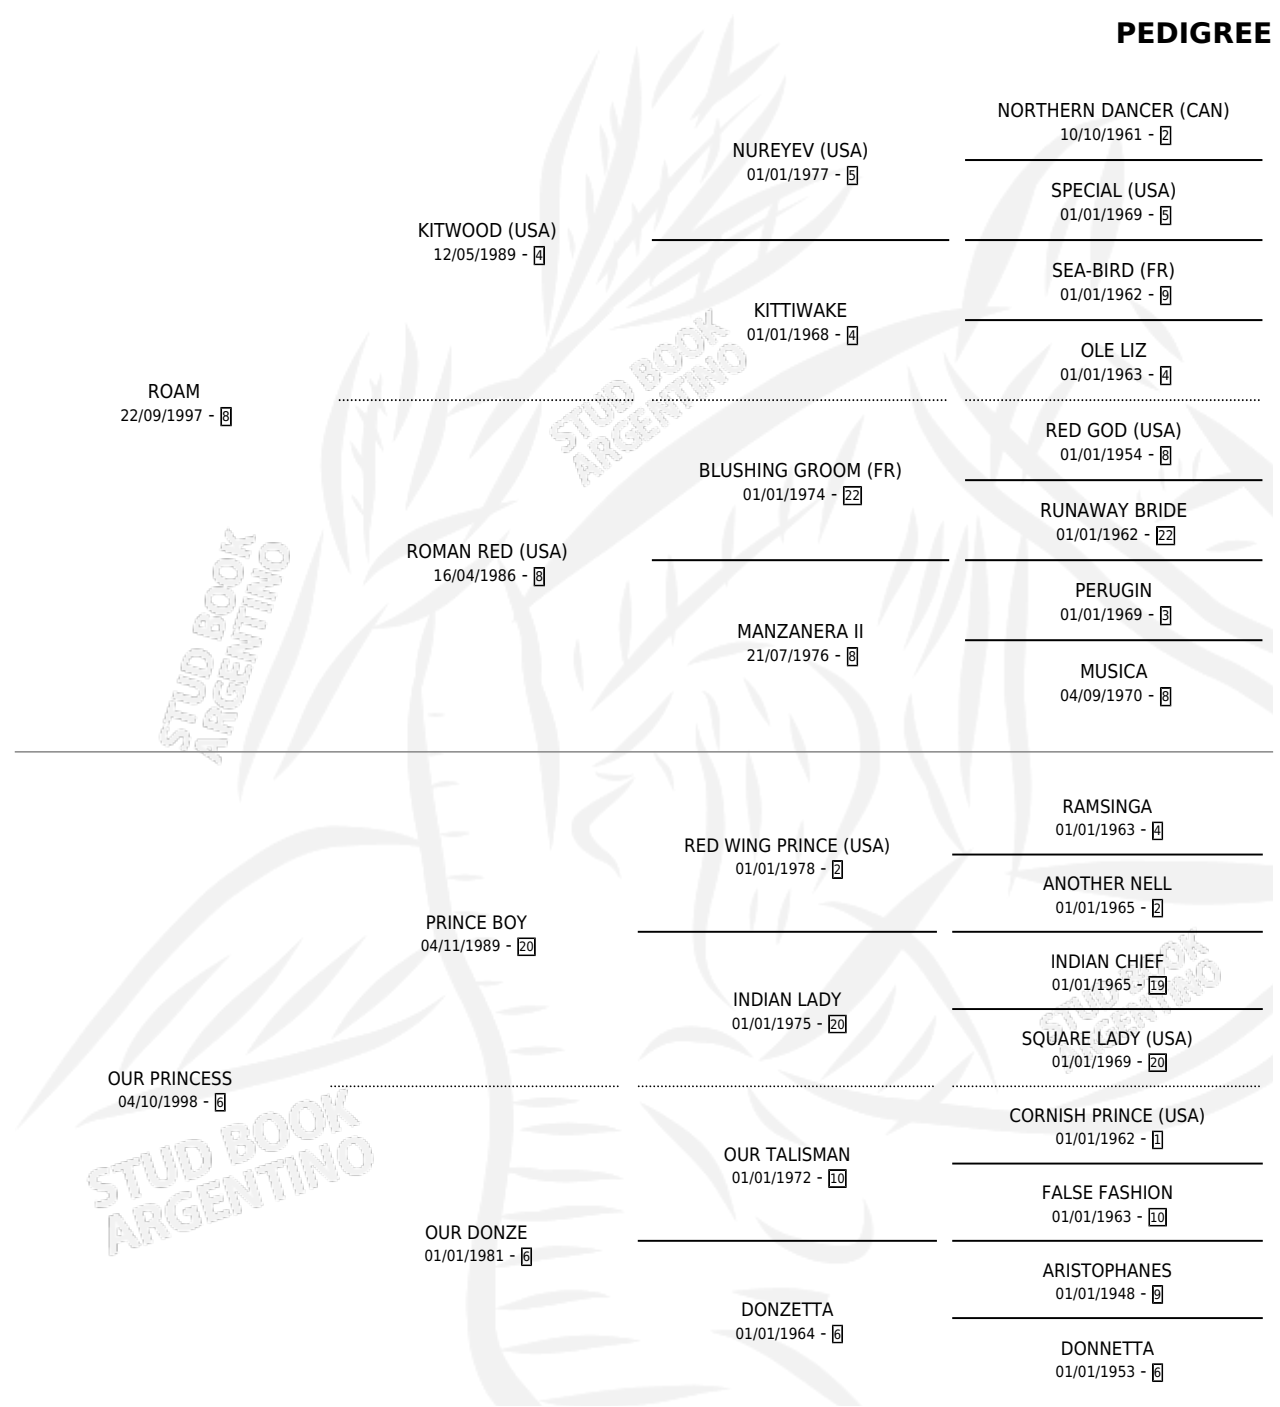 PEDIGREE
NORTHERN DANCER (CAN)
10/10/1961 - 2
NUREYEV (USA)
01/01/1977 - 5
SPECIAL (USA)
01/01/1969 - 5
KITWOOD (USA)
12/05/1989 - 4
SEA-BIRD (FR)
01/01/1962 - 9
KITTIWAKE
01/01/1968 - 4
OLE LIZ
01/01/1963 - 4
ROAM
22/09/1997 - 8
RED GOD (USA)
01/01/1954 - 8
BLUSHING GROOM (FR)
01/01/1974 - 22
RUNAWAY BRIDE
01/01/1962 - 22
ROMAN RED (USA)
16/04/1986 - 8
PERUGIN
01/01/1969 - 3
MANZANERA II
21/07/1976 - 8
MUSICA
04/09/1970 - 8
RAMSINGA
01/01/1963 - 4
RED WING PRINCE (USA)
01/01/1978 - 2
ANOTHER NELL
01/01/1965 - 2
PRINCE BOY
04/11/1989 - 20
INDIAN CHIEF
01/01/1965 - 19
INDIAN LADY
01/01/1975 - 20
SQUARE LADY (USA)
01/01/1969 - 20
OUR PRINCESS
04/10/1998 - 6
CORNISH PRINCE (USA)
01/01/1962 - 1
OUR TALISMAN
01/01/1972 - 10
FALSE FASHION
01/01/1963 - 10
OUR DONZE
01/01/1981 - 6
ARISTOPHANES
01/01/1948 - 9
DONZETTA
01/01/1964 - 6
DONNETTA
01/01/1953 - 6
STUD BOOK
ARGENTINO
STUD BOOK
ARGENTINO
STUD BOOK
ARGENTINO
STUD BOOK
ARGENTINO